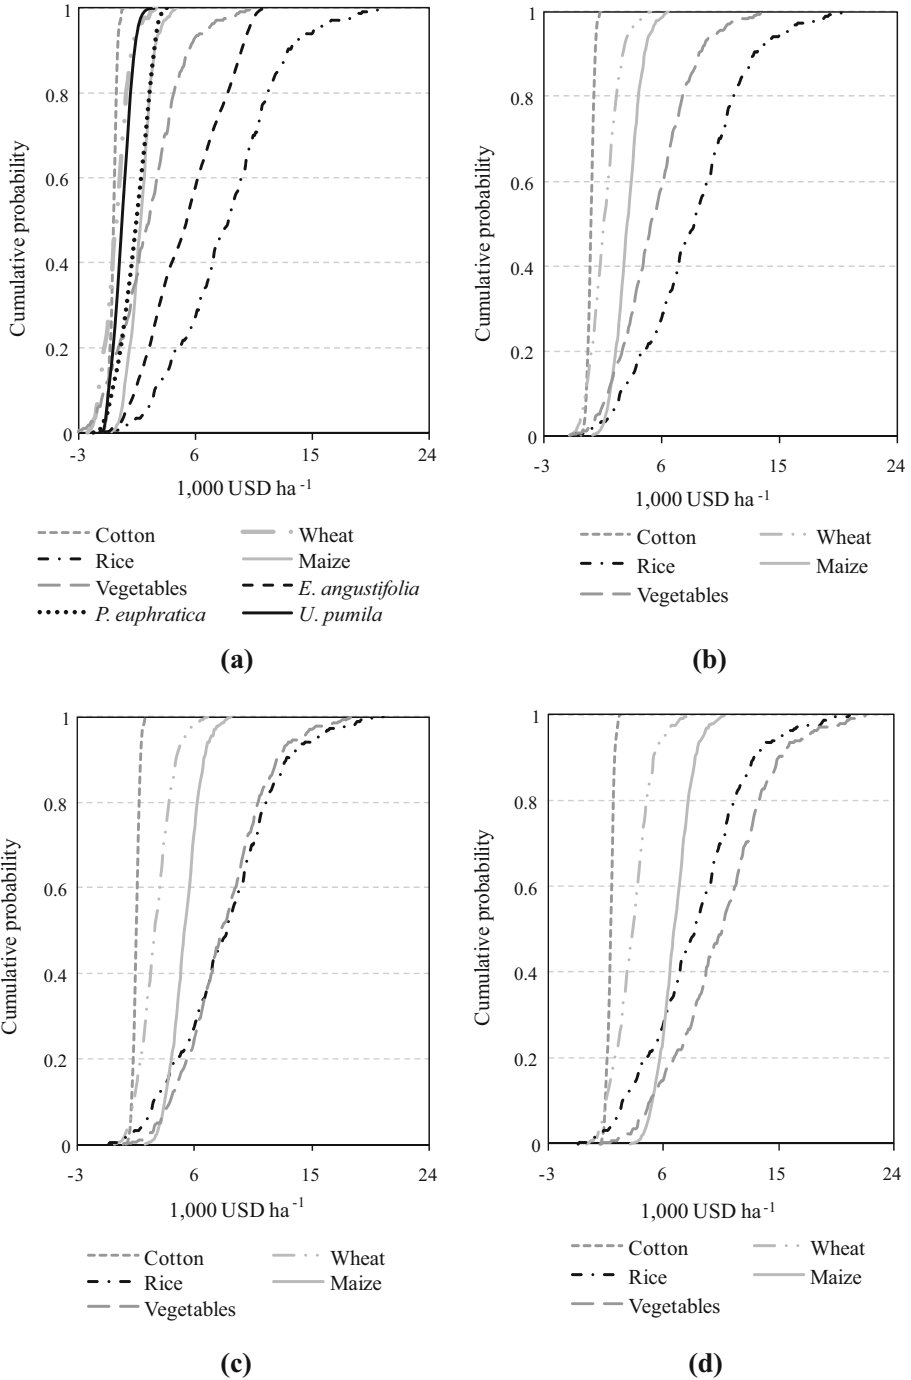 1
0.8
0.6
0.4
0.2
0
Cumulative probability
-3 6 15 24
1,000 USD ha-1
Cotton Wheat
Rice Maize
Vegetables E. angustifolia
P. euphratica U. pumila
(a)
1
0.8
0.6
0.4
0.2
0
Cumulative probability
-3 6 15 24
1,000 USD ha-1
Cotton Wheat
Rice Maize
Vegetables
(b)
1
0.8
0.6
0.4
0.2
0
Cumulative probability
-3 6 15 24
1,000 USD ha-1
Cotton Wheat
Rice Maize
Vegetables
(c)
1
0.8
0.6
0.4
0.2
0
Cumulative probability
-3 6 15 24
1,000 USD ha-1
Cotton Wheat
Rice Maize
Vegetables
(d)